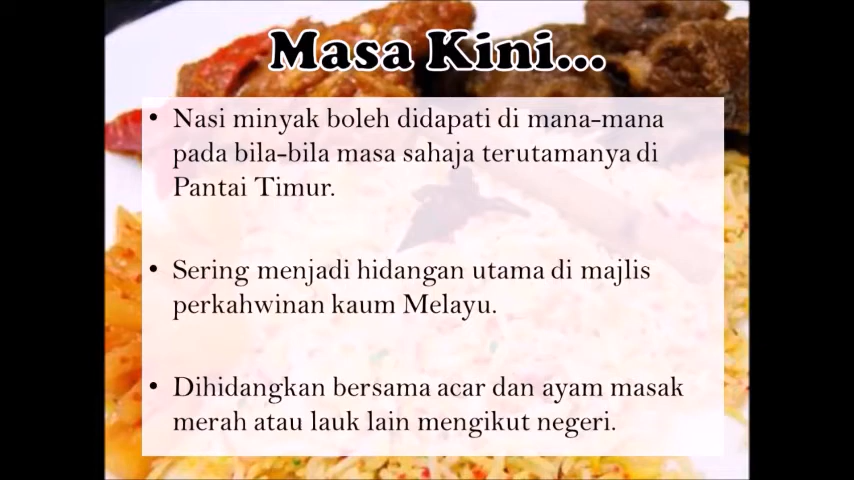 Masa Kini...
• Nasi minyak boleh didapati di mana-mana
pada bila-bila masa sahaja terutamanya di
Pantai Timur.
• Sering menjadi hidangan utama di majlis
perkahwinan kaum Melayu.
• Dihidangkan bersama acar dan ayam masak
merah atau lauk lain mengikut negeri.